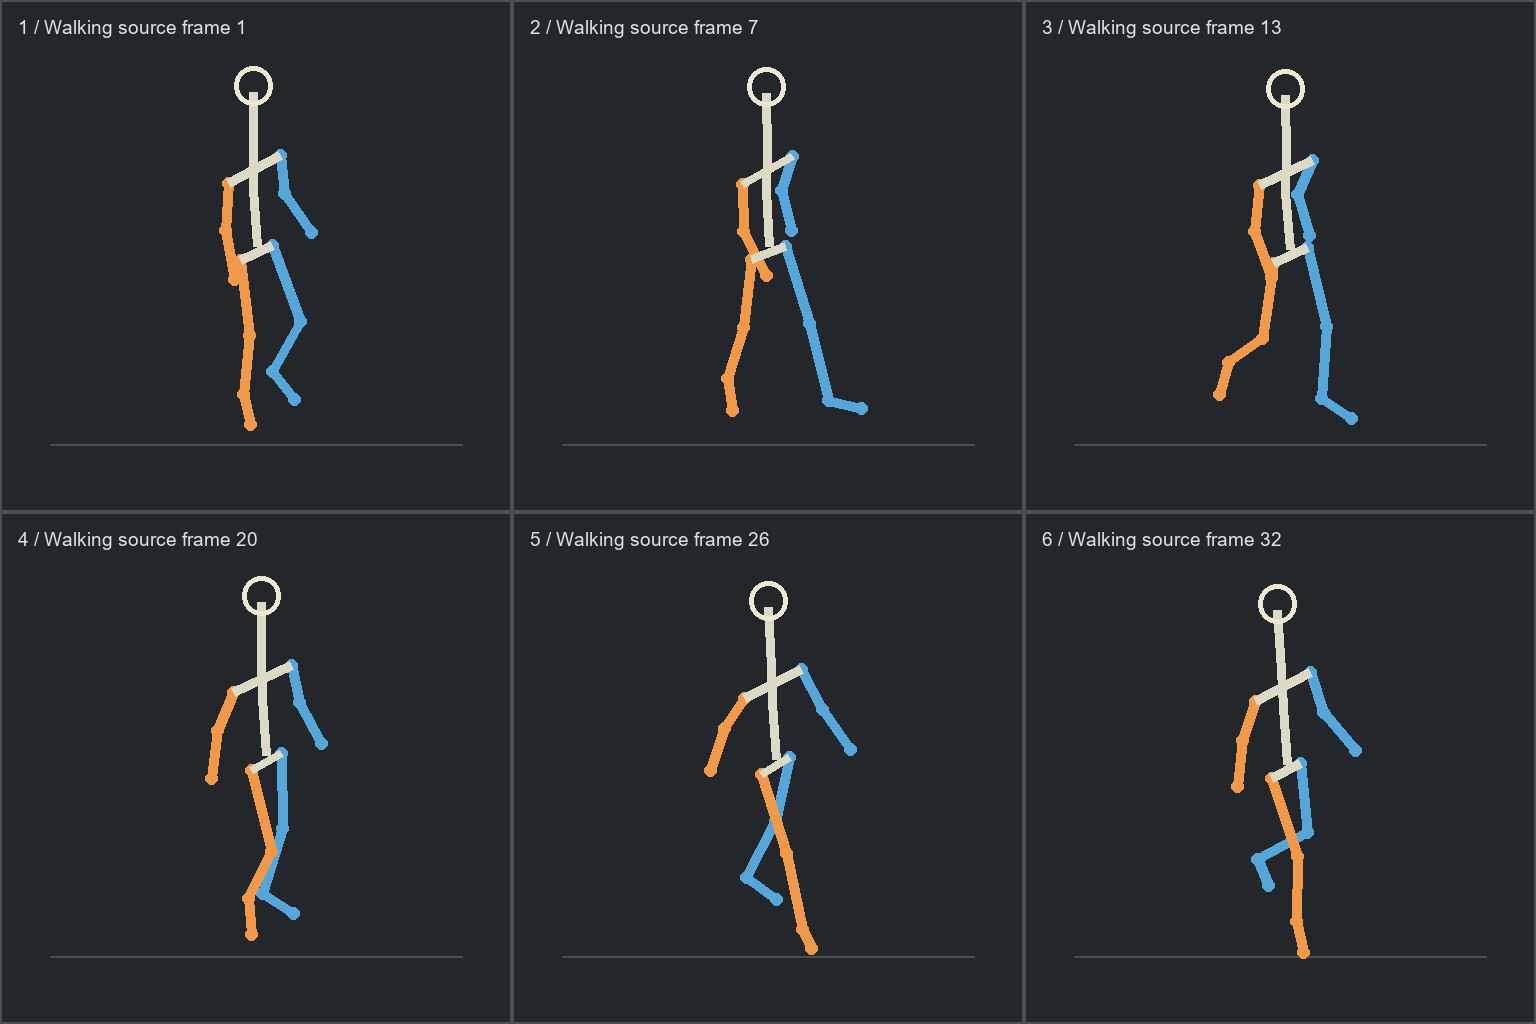 1 / Walking source frame 1
2 / Walking source frame 7
3 / Walking source frame 13
4 / Walking source frame 20
5 / Walking source frame 26
6 / Walking source frame 32